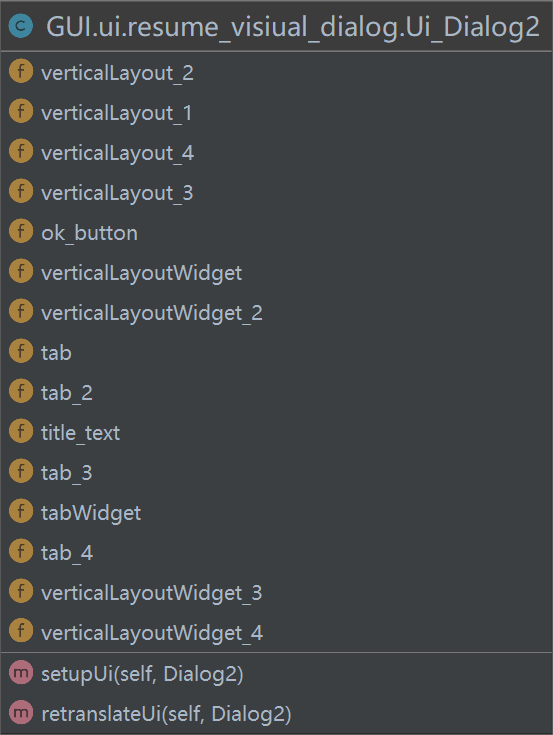 C GUI.ui.resume_visiual_dialog.Ui_Dialog2
f verticalLayout_2
f verticalLayout_1
f verticalLayout_4
f verticalLayout_3
f ok_button
f verticalLayoutWidget
f verticalLayoutWidget_2
f tab
f tab_2
f title_text
f tab_3
f tabWidget
f tab_4
f verticalLayoutWidget_3
f verticalLayoutWidget_4
m setupUi(self, Dialog2)
m retranslateUi(self, Dialog2)